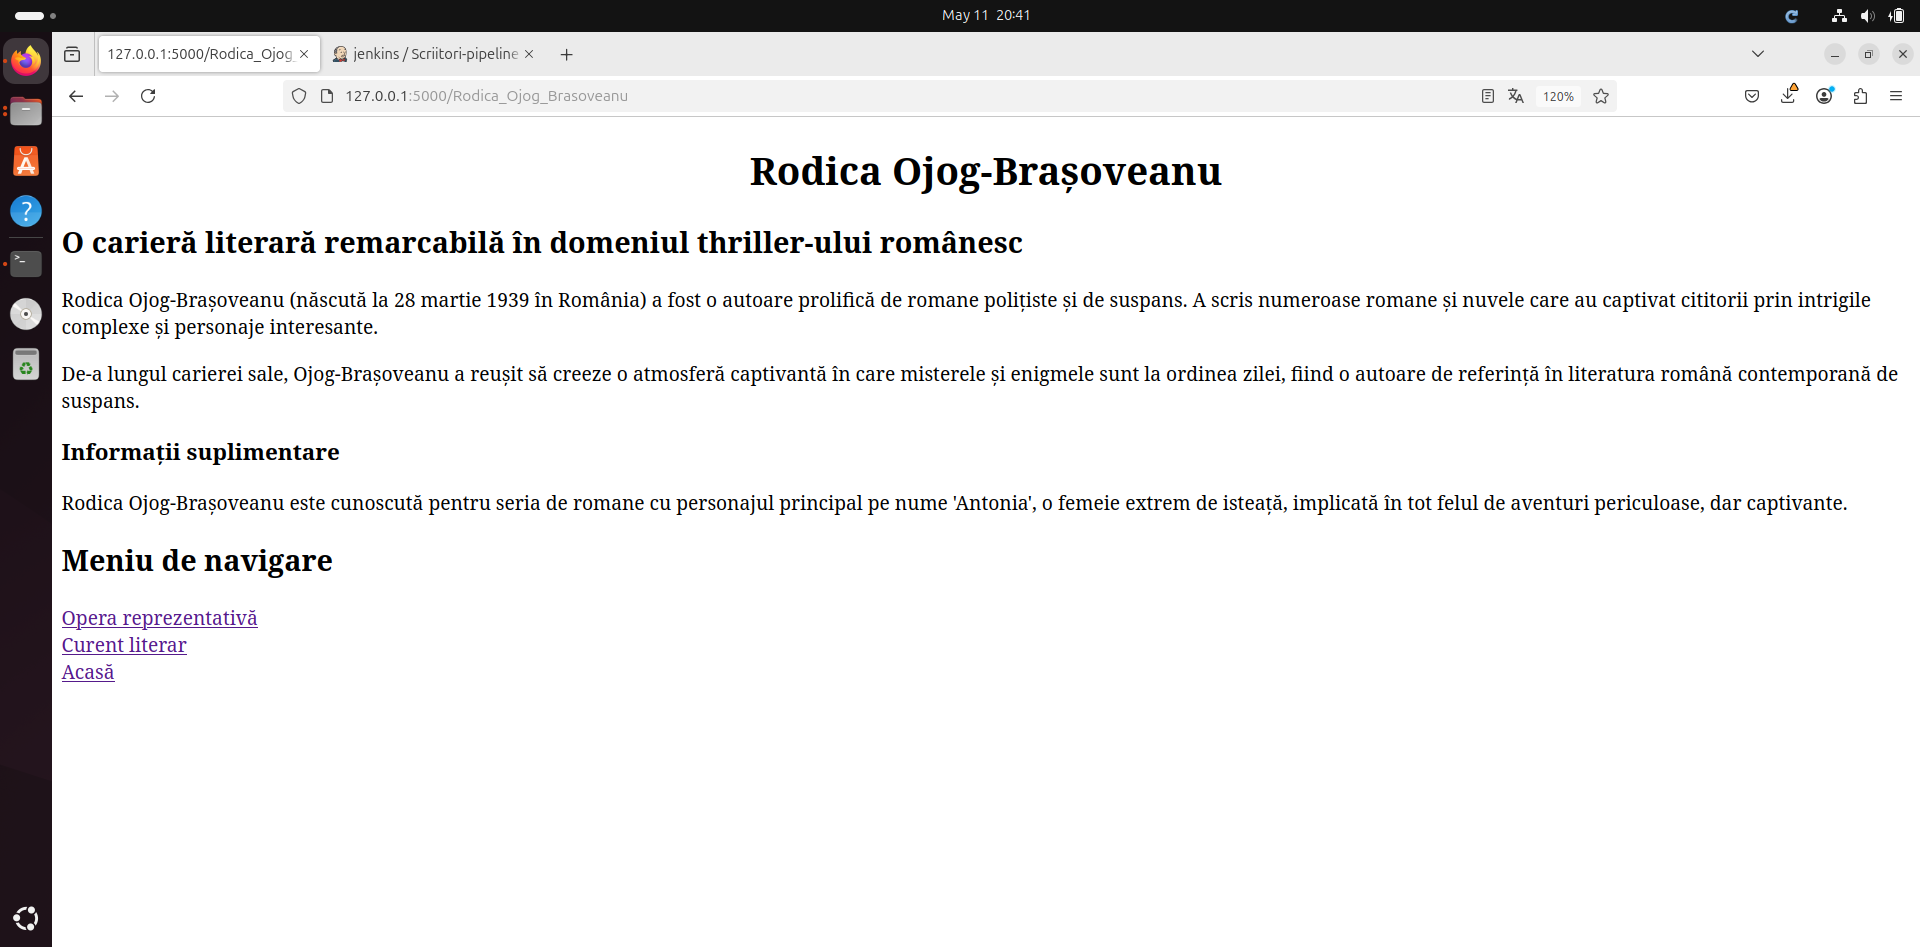 May 11 20:41
127.0.0.1:5000/Rodica_Ojog_
jenkins / Scriitori-pipeline
127.0.0.1:5000/Rodica_Ojog_Brasoveanu
120%
Rodica Ojog-Brașoveanu
O carieră literară remarcabilă în domeniul thriller-ului românesc
Rodica Ojog-Brașoveanu (născută la 28 martie 1939 în România) a fost o autoare prolifică de romane polițiste și de suspans. A scris numeroase romane și nuvele care au captivat cititorii prin intrigile
complexe și personaje interesante.
De-a lungul carierei sale, Ojog-Brașoveanu a reușit să creeze o atmosferă captivantă în care misterele și enigmele sunt la ordinea zilei, fiind o autoare de referință în literatura română contemporană de
suspans.
Informații suplimentare
Rodica Ojog-Brașoveanu este cunoscută pentru seria de romane cu personajul principal pe nume 'Antonia', o femeie extrem de isteață, implicată în tot felul de aventuri periculoase, dar captivante.
Meniu de navigare
Opera reprezentativă
Curent literar
Acasă